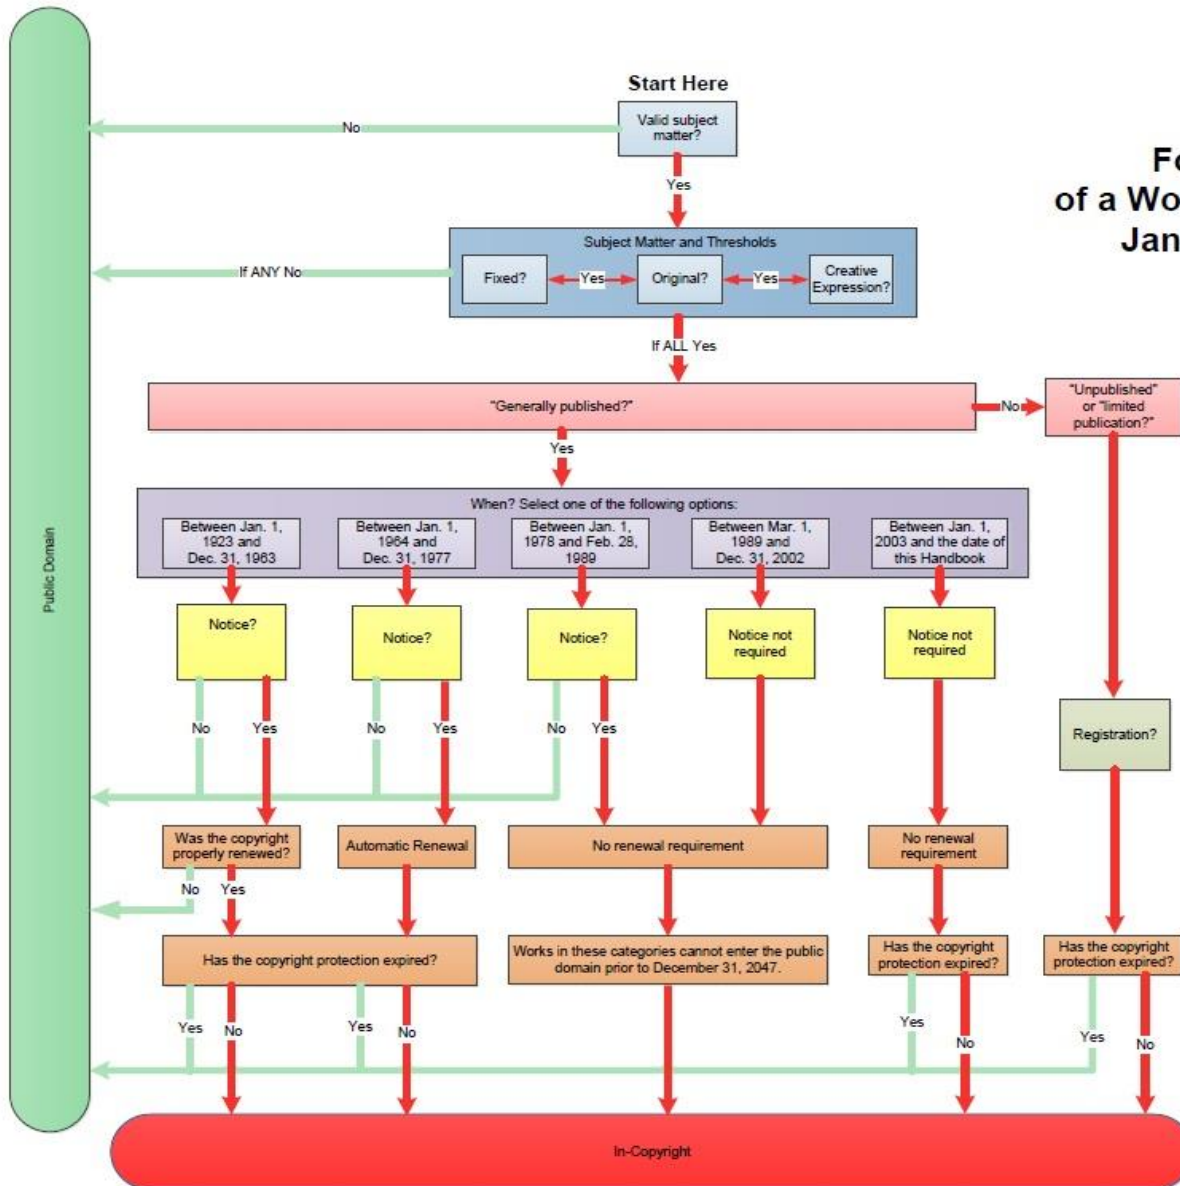 Start Here
Valid subject
matter?
No
Yes
Fo
of a Wo
Jan
Subject Matter and Thresholds
Fixed?
Yes
Original?
Yes
Creative
Expression?
If ANY No
If ALL Yes
"Generally published?"
No
"Unpublished"
or "limited
publication?"
Yes
When? Select one of the following options:
Between Jan. 1,
1923 and
Dec. 31, 1963
Between Jan. 1,
1964 and
Dec. 31, 1977
Between Jan. 1,
1978 and Feb. 28,
1989
Between Mar. 1,
1989 and
Dec. 31, 2002
Between Jan. 1,
2003 and the date of
this Handbook
Public Domain
Notice?
Notice?
Notice?
Notice not
required
Notice not
required
No
Yes
No
Yes
No
Yes
Registration?
Was the copyright
properly renewed?
Automatic Renewal
No renewal requirement
No renewal
requirement
No
Yes
Has the copyright protection expired?
Works in these categories cannot enter the public
domain prior to December 31, 2047.
Has the copyright
protection expired?
Has the copyright
protection expired?
Yes
No
Yes
No
Yes
No
Yes
No
In-Copyright